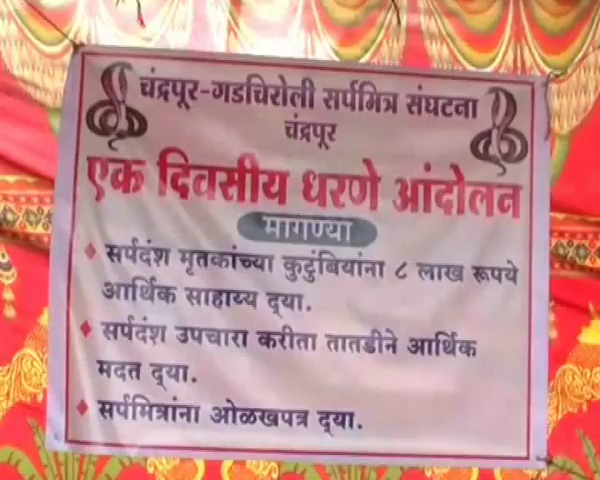 चंद्रपूर-गडचिरोली सर्पमित्र संघटना
चंद्रपूर
एक दिवसीय धरणे आंदोलन
मागण्या
सर्पदंश मृतकांच्या कुटुंबियांना ८ लाख रूपये
आर्थिक साहाय्य द्या.
सर्पदंश उपचारा करीता तातडीने आर्थिक
मदत द्या.
सर्पमित्रांना ओळखपत्र द्या.